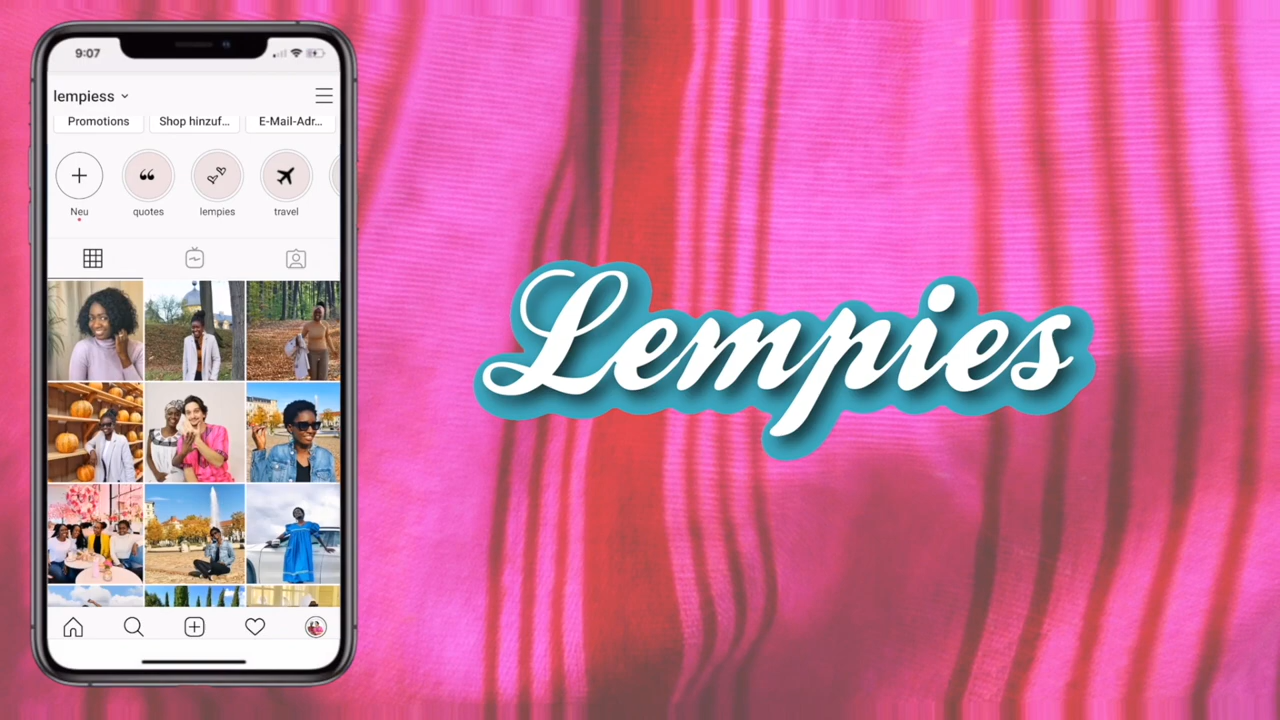 9:07
lempiess
Promotions Shop hinzuf... E-Mail-Adr...
Neu quotes lempies travel
Lempies